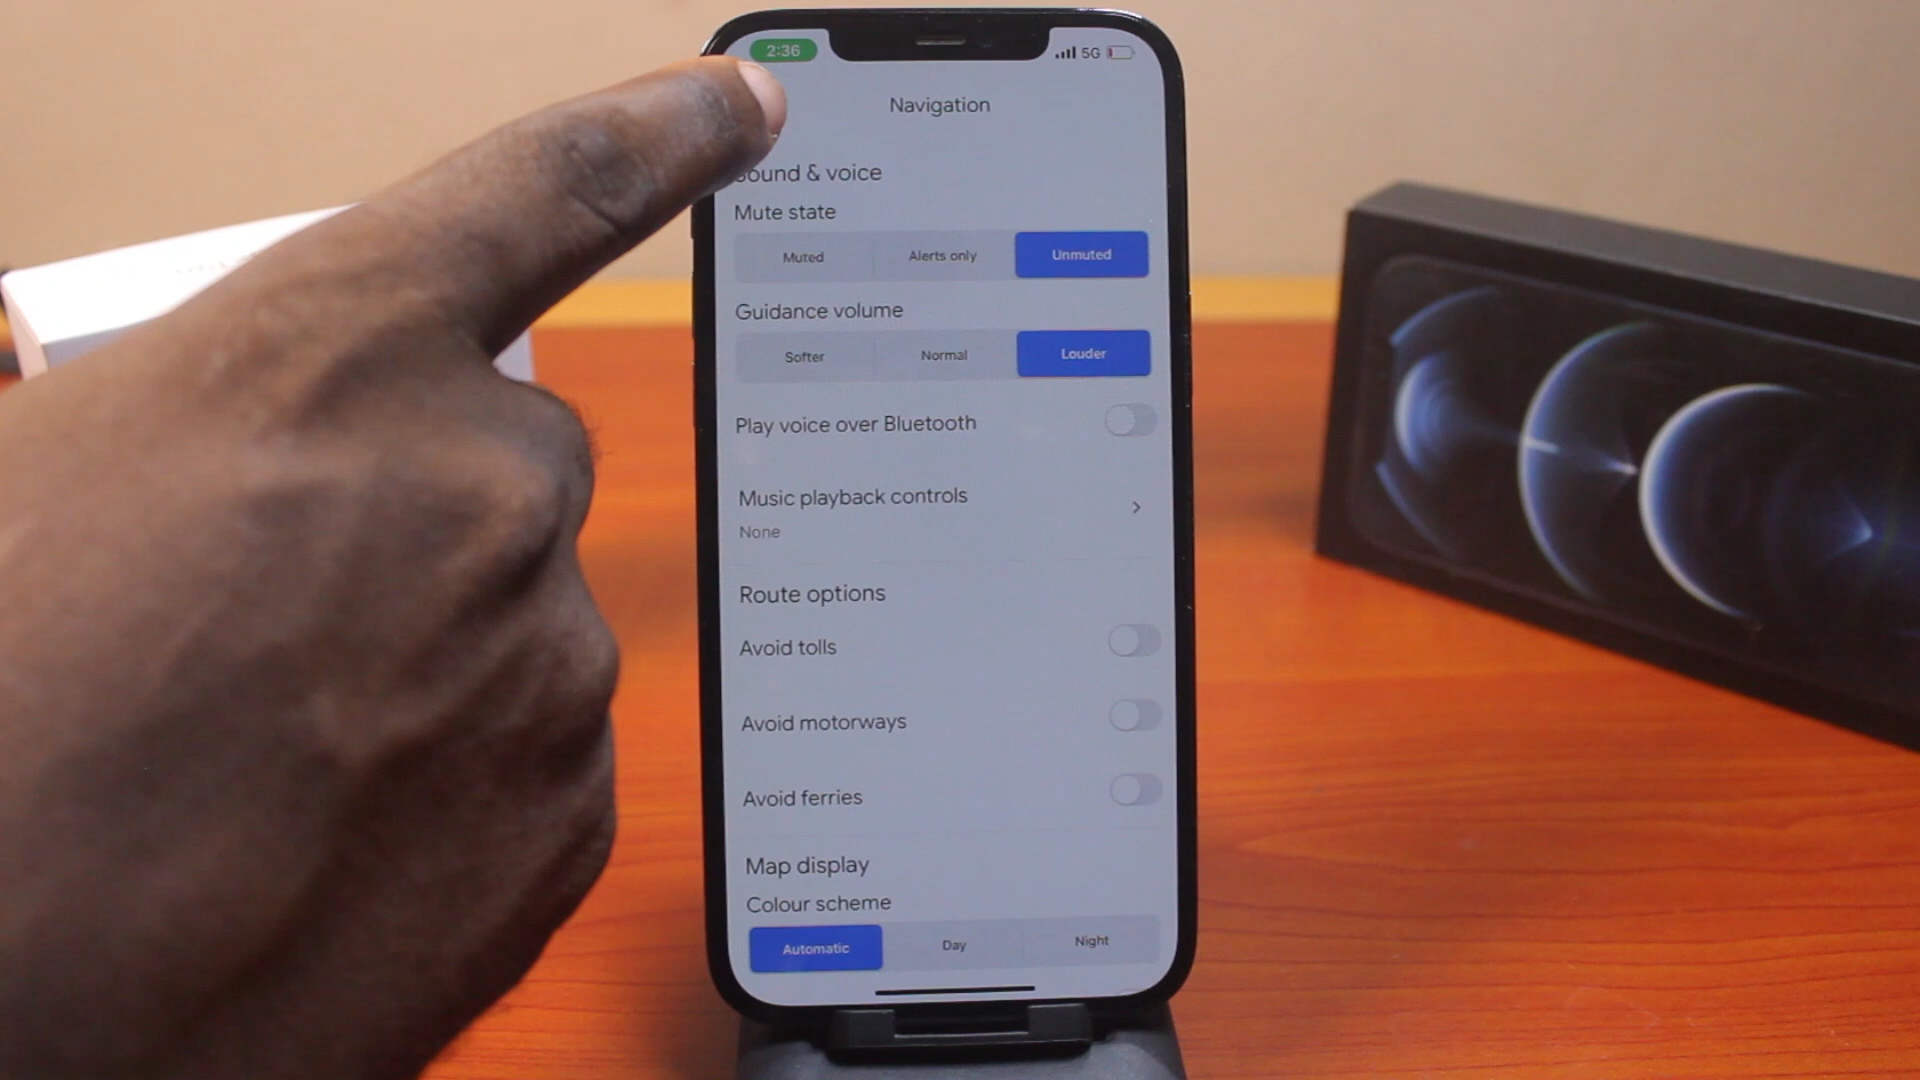 2:36
5G
Navigation
Sound & voice
Mute state
Muted
Alerts only
Unmuted
Guidance volume
Softer
Normal
Louder
Play voice over Bluetooth
Music playback controls
None
Route options
Avoid tolls
Avoid motorways
Avoid ferries
Map display
Colour scheme
Automatic
Day
Night